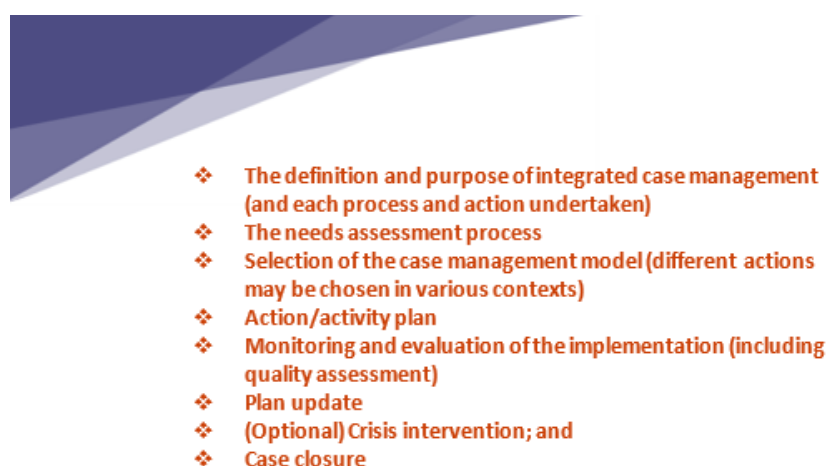 ❖ The definition and purpose of integrated case management
(and each process and action undertaken)
❖ The needs assessment process
❖ Selection of the case management model (different actions
may be chosen in various contexts)
❖ Action/activity plan
❖ Monitoring and evaluation of the implementation (including
quality assessment)
❖ Plan update
❖ (Optional) Crisis intervention; and
❖ Case closure